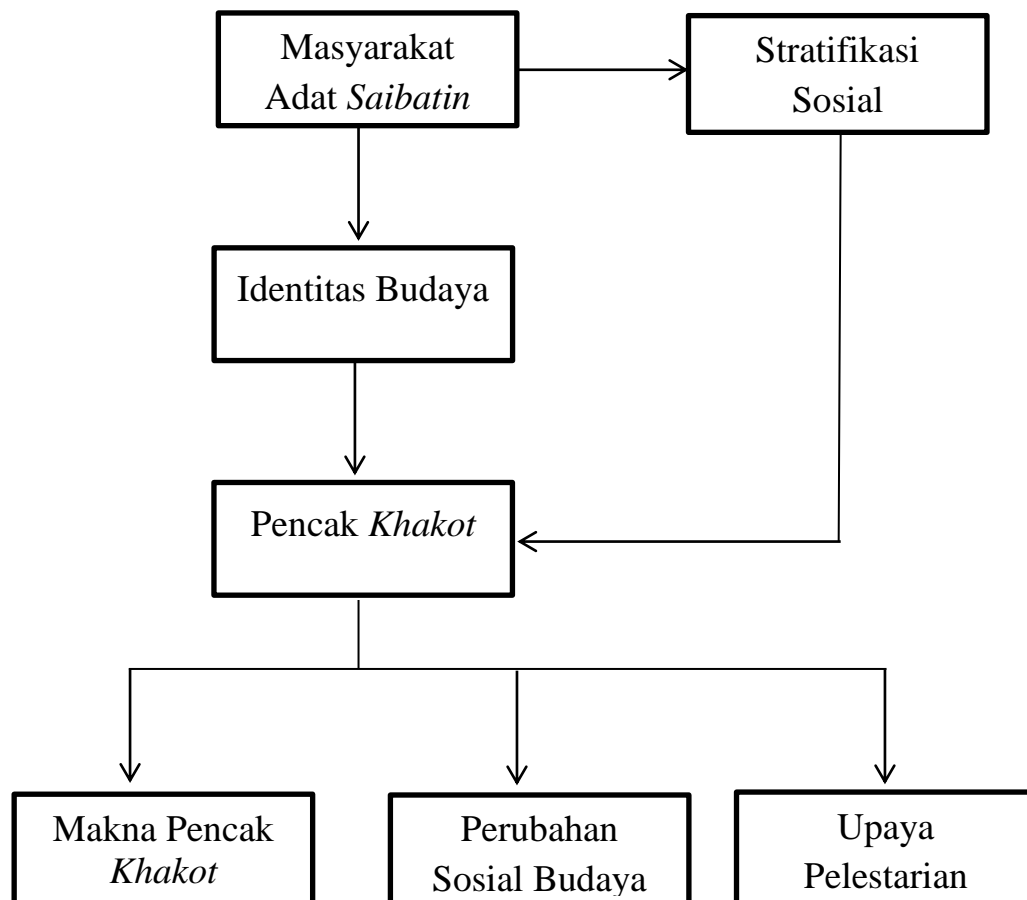 Masyarakat
Adat Saibatin
Stratifikasi
Sosial
Identitas Budaya
Pencak Khakot
Makna Pencak
Khakot
Perubahan
Sosial Budaya
Upaya
Pelestarian